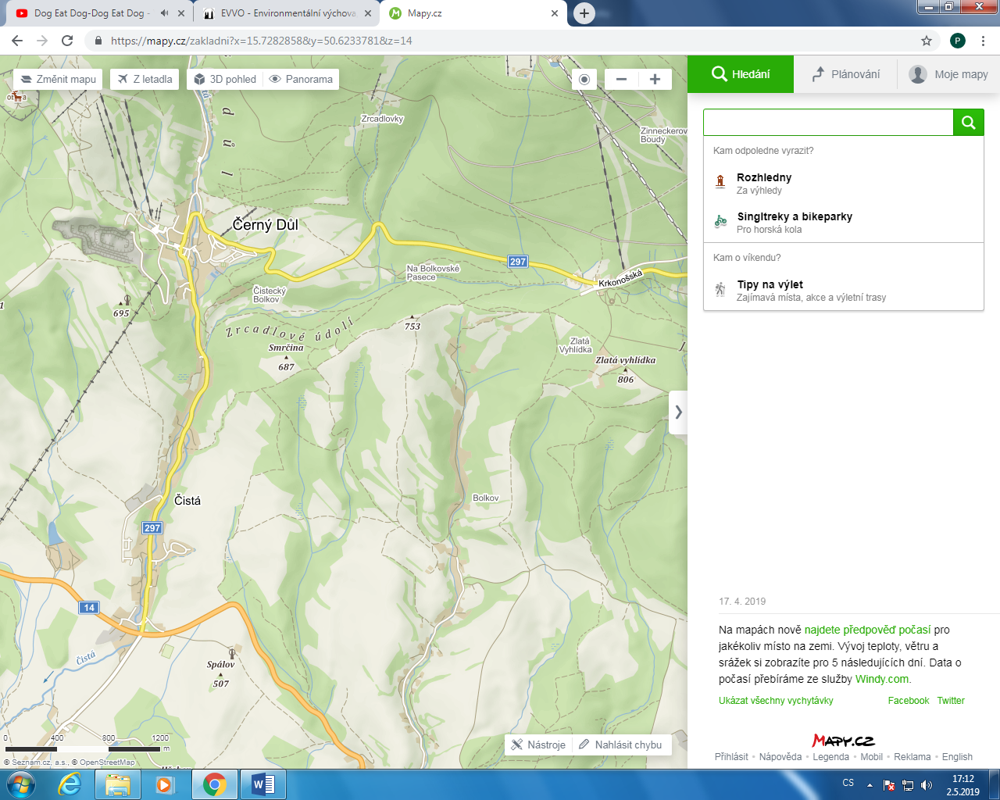 Dog Eat Dog-Dog Eat Dog -
EVVO - Environmentální výchova
Mapy.cz
https://mapy.cz/zakladni?x=15.7282858&y=50.6233781&z=14
P
Změnit mapu
Z letadla
3D pohled
Panorama
Hledání
Plánování
Moje mapy
Kam odpoledne vyrazit?
Rozhledny
Za výhledy
Singltreky a bikeparky
Pro horská kola
Kam o víkendu?
Tipy na výlet
Zajímavá místa, akce a výletní trasy
důl
Zrcadlovky
Zinneckerov
Boudy
Černý Důl
297
Na Bolkovské
Pasece
Krkonošská
Čistecký
Bolkov
695
753
Zrcadlové údolí
Smrčina
687
Zlatá
Vyhlídka
Zlatá vyhlídka
806
Bolkov
Čistá
297
14
Čistá
Spálov
507
0 400 800 1200 m
© Seznam.cz, a.s., © OpenStreetMap
Nástroje
Nahlásit chybu
17. 4. 2019
Na mapách nově najdete předpověď počasí pro
jakékoliv místo na zemi. Vývoj teploty, větru a
srážek si zobrazíte pro 5 následujících dní. Data o
počasí přebíráme ze služby Windy.com.
Ukázat všechny vychytávky
Facebook Twitter
MAPY.CZ
Přihlásit • Nápověda • Legenda • Mobil • Reklama • English
CS
17:12
2.5.2019